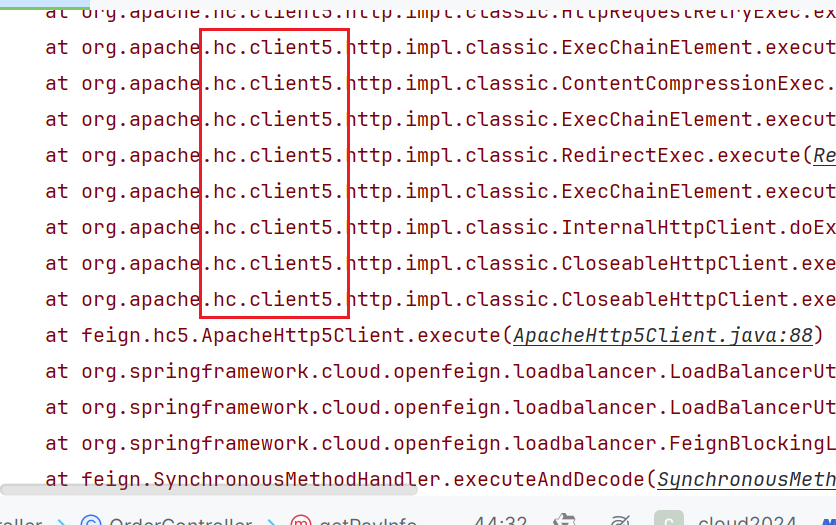 at org.apache.hc.client5.http.impl.classic.HttpRequestRetryExec.ex
at org.apache.hc.client5.http.impl.classic.ExecChainElement.execut
at org.apache.hc.client5.http.impl.classic.ContentCompressionExec.
at org.apache.hc.client5.http.impl.classic.ExecChainElement.execut
at org.apache.hc.client5.http.impl.classic.RedirectExec.execute(Re
at org.apache.hc.client5.http.impl.classic.ExecChainElement.execut
at org.apache.hc.client5.http.impl.classic.InternalHttpClient.doEx
at org.apache.hc.client5.http.impl.classic.CloseableHttpClient.exe
at org.apache.hc.client5.http.impl.classic.CloseableHttpClient.exe
at feign.hc5.ApacheHttp5Client.execute(ApacheHttp5Client.java:88)
at org.springframework.cloud.openfeign.loadbalancer.LoadBalancerUt
at org.springframework.cloud.openfeign.loadbalancer.LoadBalancerUt
at org.springframework.cloud.openfeign.loadbalancer.FeignBlockingL
at feign.SynchronousMethodHandler.executeAndDecode(SynchronousMeth
oller > C OrderController > m getPayInfo 44:32 cloud2024